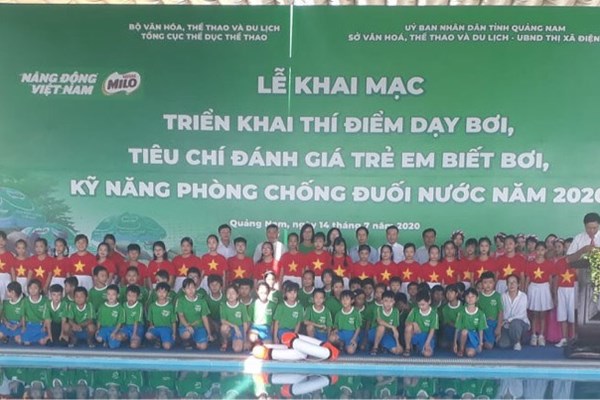 BỘ VĂN HÓA, THỂ THAO VÀ DU LỊCH
TỔNG CỤC THỂ DỤC THỂ THAO
ỦY BAN NHÂN DÂN TỈNH QUẢNG NAM
SỞ VĂN HOÁ, THỂ THAO VÀ DU LỊCH - UBND THỊ XÃ ĐIỆN
NĂNG ĐỘNG
VIỆT NAM
MILO
LỄ KHAI MẠC
TRIỂN KHAI THÍ ĐIỂM DẠY BƠI,
TIÊU CHÍ ĐÁNH GIÁ TRẺ EM BIẾT BƠI,
KỸ NĂNG PHÒNG CHỐNG ĐUỐI NƯỚC NĂM 2020
Quảng Nam, ngày 14 tháng 7 năm 2020